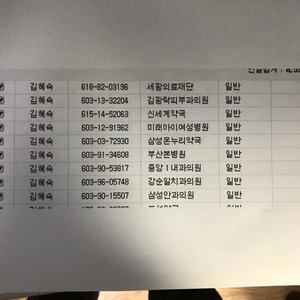 김혜숙 618-82-03196 세광의료재단 일반
김혜숙 603-13-32204 김광락피부과의원 일반
김혜숙 615-14-52063 신세계약국 일반
김혜숙 603-12-91962 미래아이여성병원 일반
김혜숙 603-03-72930 삼성온누리약국 일반
김혜숙 603-91-34608 부산본병원 일반
김혜숙 603-90-53817 중앙1내과의원 일반
김혜숙 603-96-05748 강순일치과의원 일반
김혜숙 603-90-15507 삼성안과의원 일반